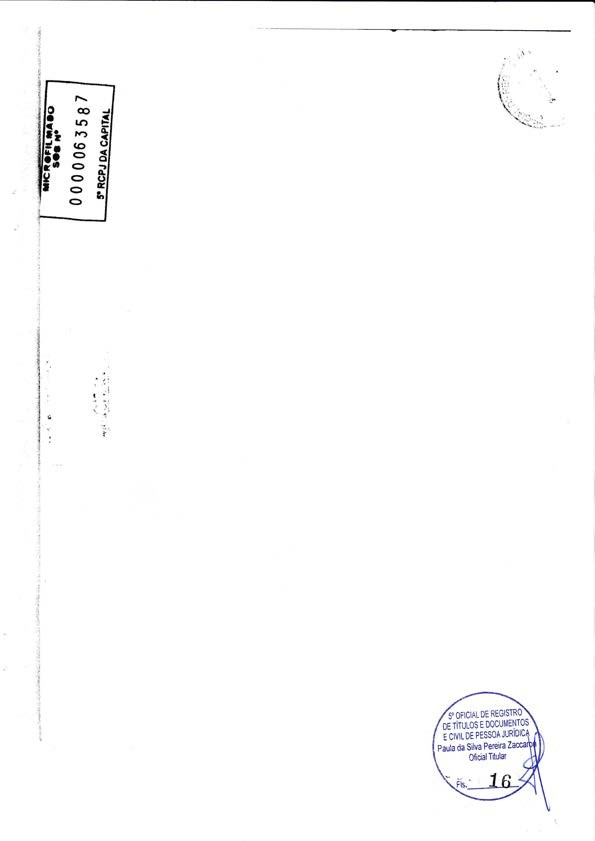 MICROFILMADO
SOB Nº
0000063587
5º RCPJ DA CAPITAL
5º OFICIAL DE REGISTRO
DE TÍTULOS E DOCUMENTOS
E CIVIL DE PESSOA JURÍDICA
Paula da Silva Pereira Zaccaron
Oficial Titular
Fls. 16